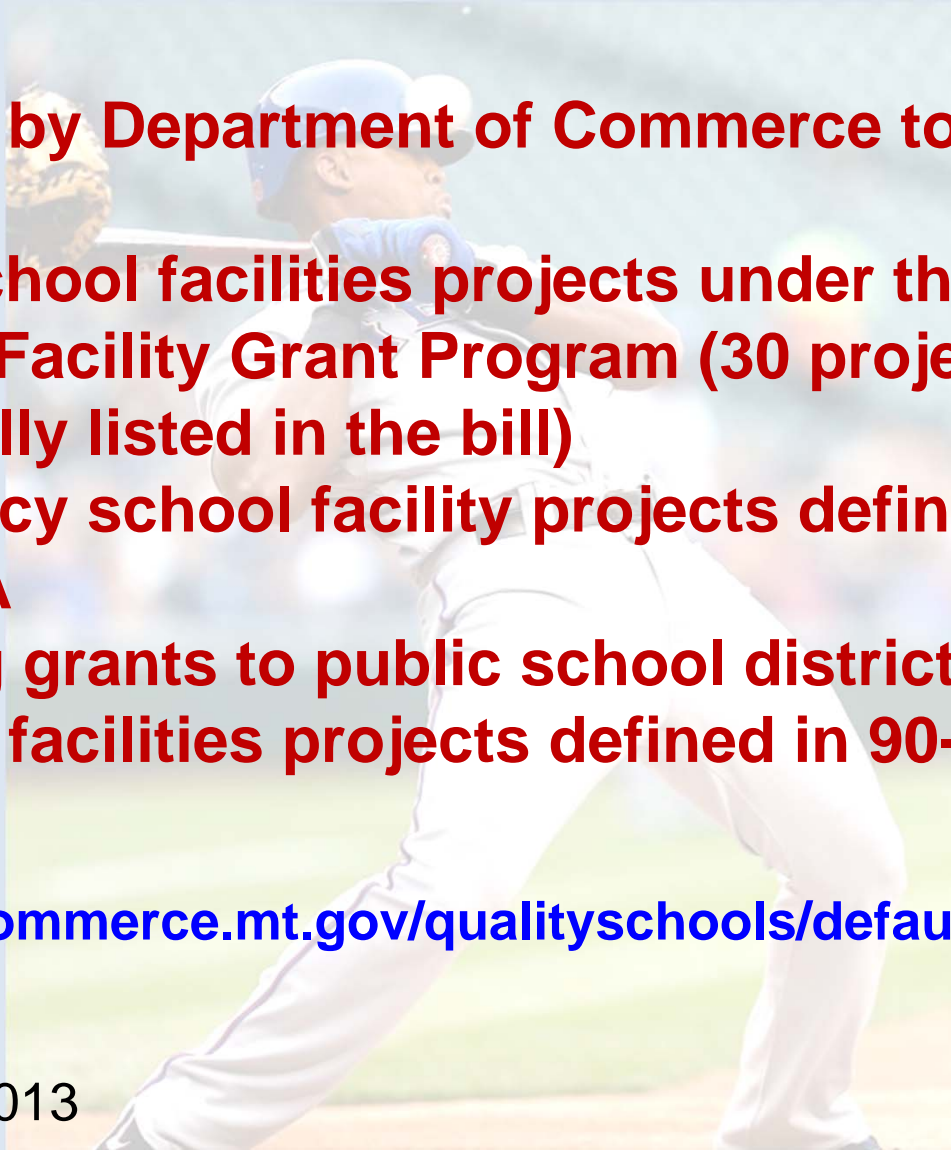 by Department of Commerce to
chool facilities projects under th
Facility Grant Program (30 proje
lly listed in the bill)
cy school facility projects defin
A
g grants to public school district
facilities projects defined in 90-
ommerce.mt.gov/qualityschools/defau
013